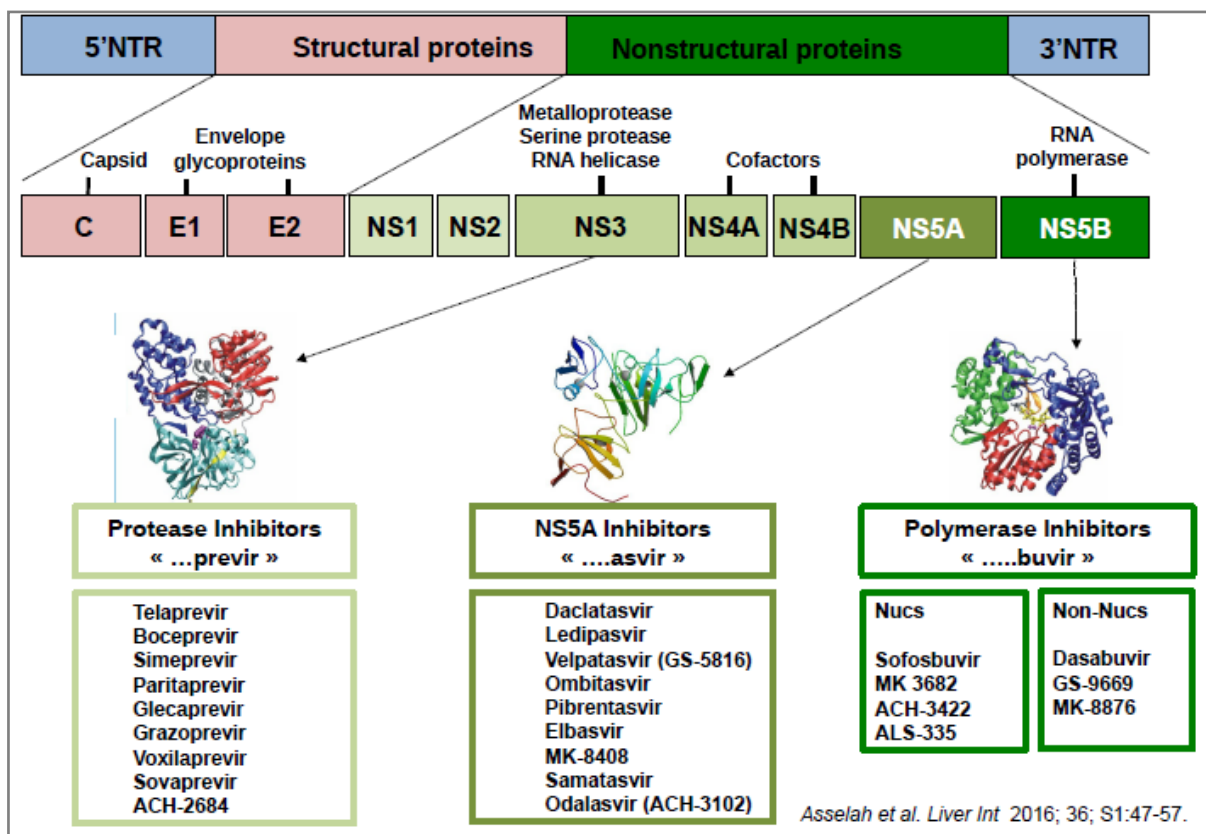 5’NTR
Structural proteins
Nonstructural proteins
3’NTR
Capsid
Envelope
glycoproteins
Metalloprotease
Serine protease
RNA helicase
Cofactors
RNA
polymerase
C
E1
E2
NS1
NS2
NS3
NS4A
NS4B
NS5A
NS5B
Protease Inhibitors
« …previr »
Telaprevir
Boceprevir
Simeprevir
Paritaprevir
Glecaprevir
Grazoprevir
Voxilaprevir
Sovaprevir
ACH-2684
NS5A Inhibitors
« ….asvir »
Daclatasvir
Ledipasvir
Velpatasvir (GS-5816)
Ombitasvir
Pibrentasvir
Elbasvir
MK-8408
Samatasvir
Odalasvir (ACH-3102)
Polymerase Inhibitors
« …..buvir »
Nucs
Sofosbuvir
MK 3682
ACH-3422
ALS-335
Non-Nucs
Dasabuvir
GS-9669
MK-8876
Asselah et al. Liver Int 2016; 36; S1:47-57.